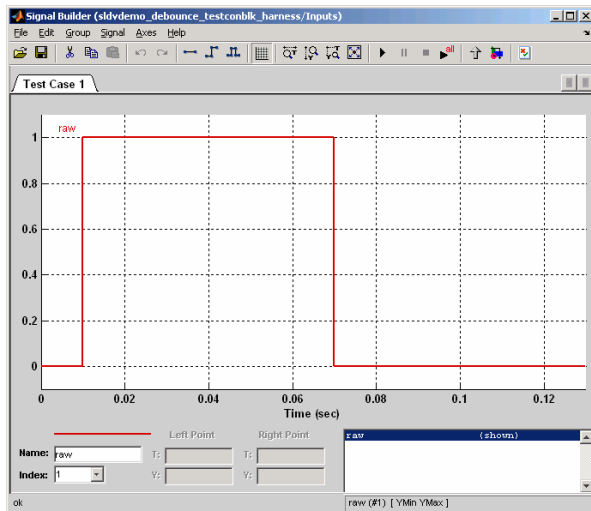 Signal Builder (sldvdemo_debounce_testconblk_harness/Inputs)
File Edit Group Signal Axes Help
all
Test Case 1
raw
1
0.8
0.6
0.4
0.2
0
0 0.02 0.04 0.06 0.08 0.1 0.12
Time (sec)
Left Point Right Point
Name: raw T: T:
Index: 1 Y: Y:
raw (shown)
ok raw (#1) [ YMin YMax ]